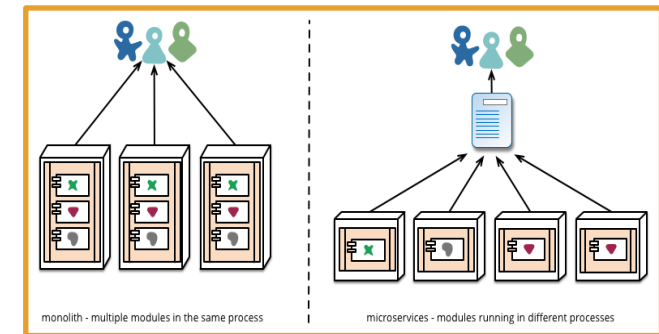 monolith - multiple modules in the same process
microservices - modules running in different processes